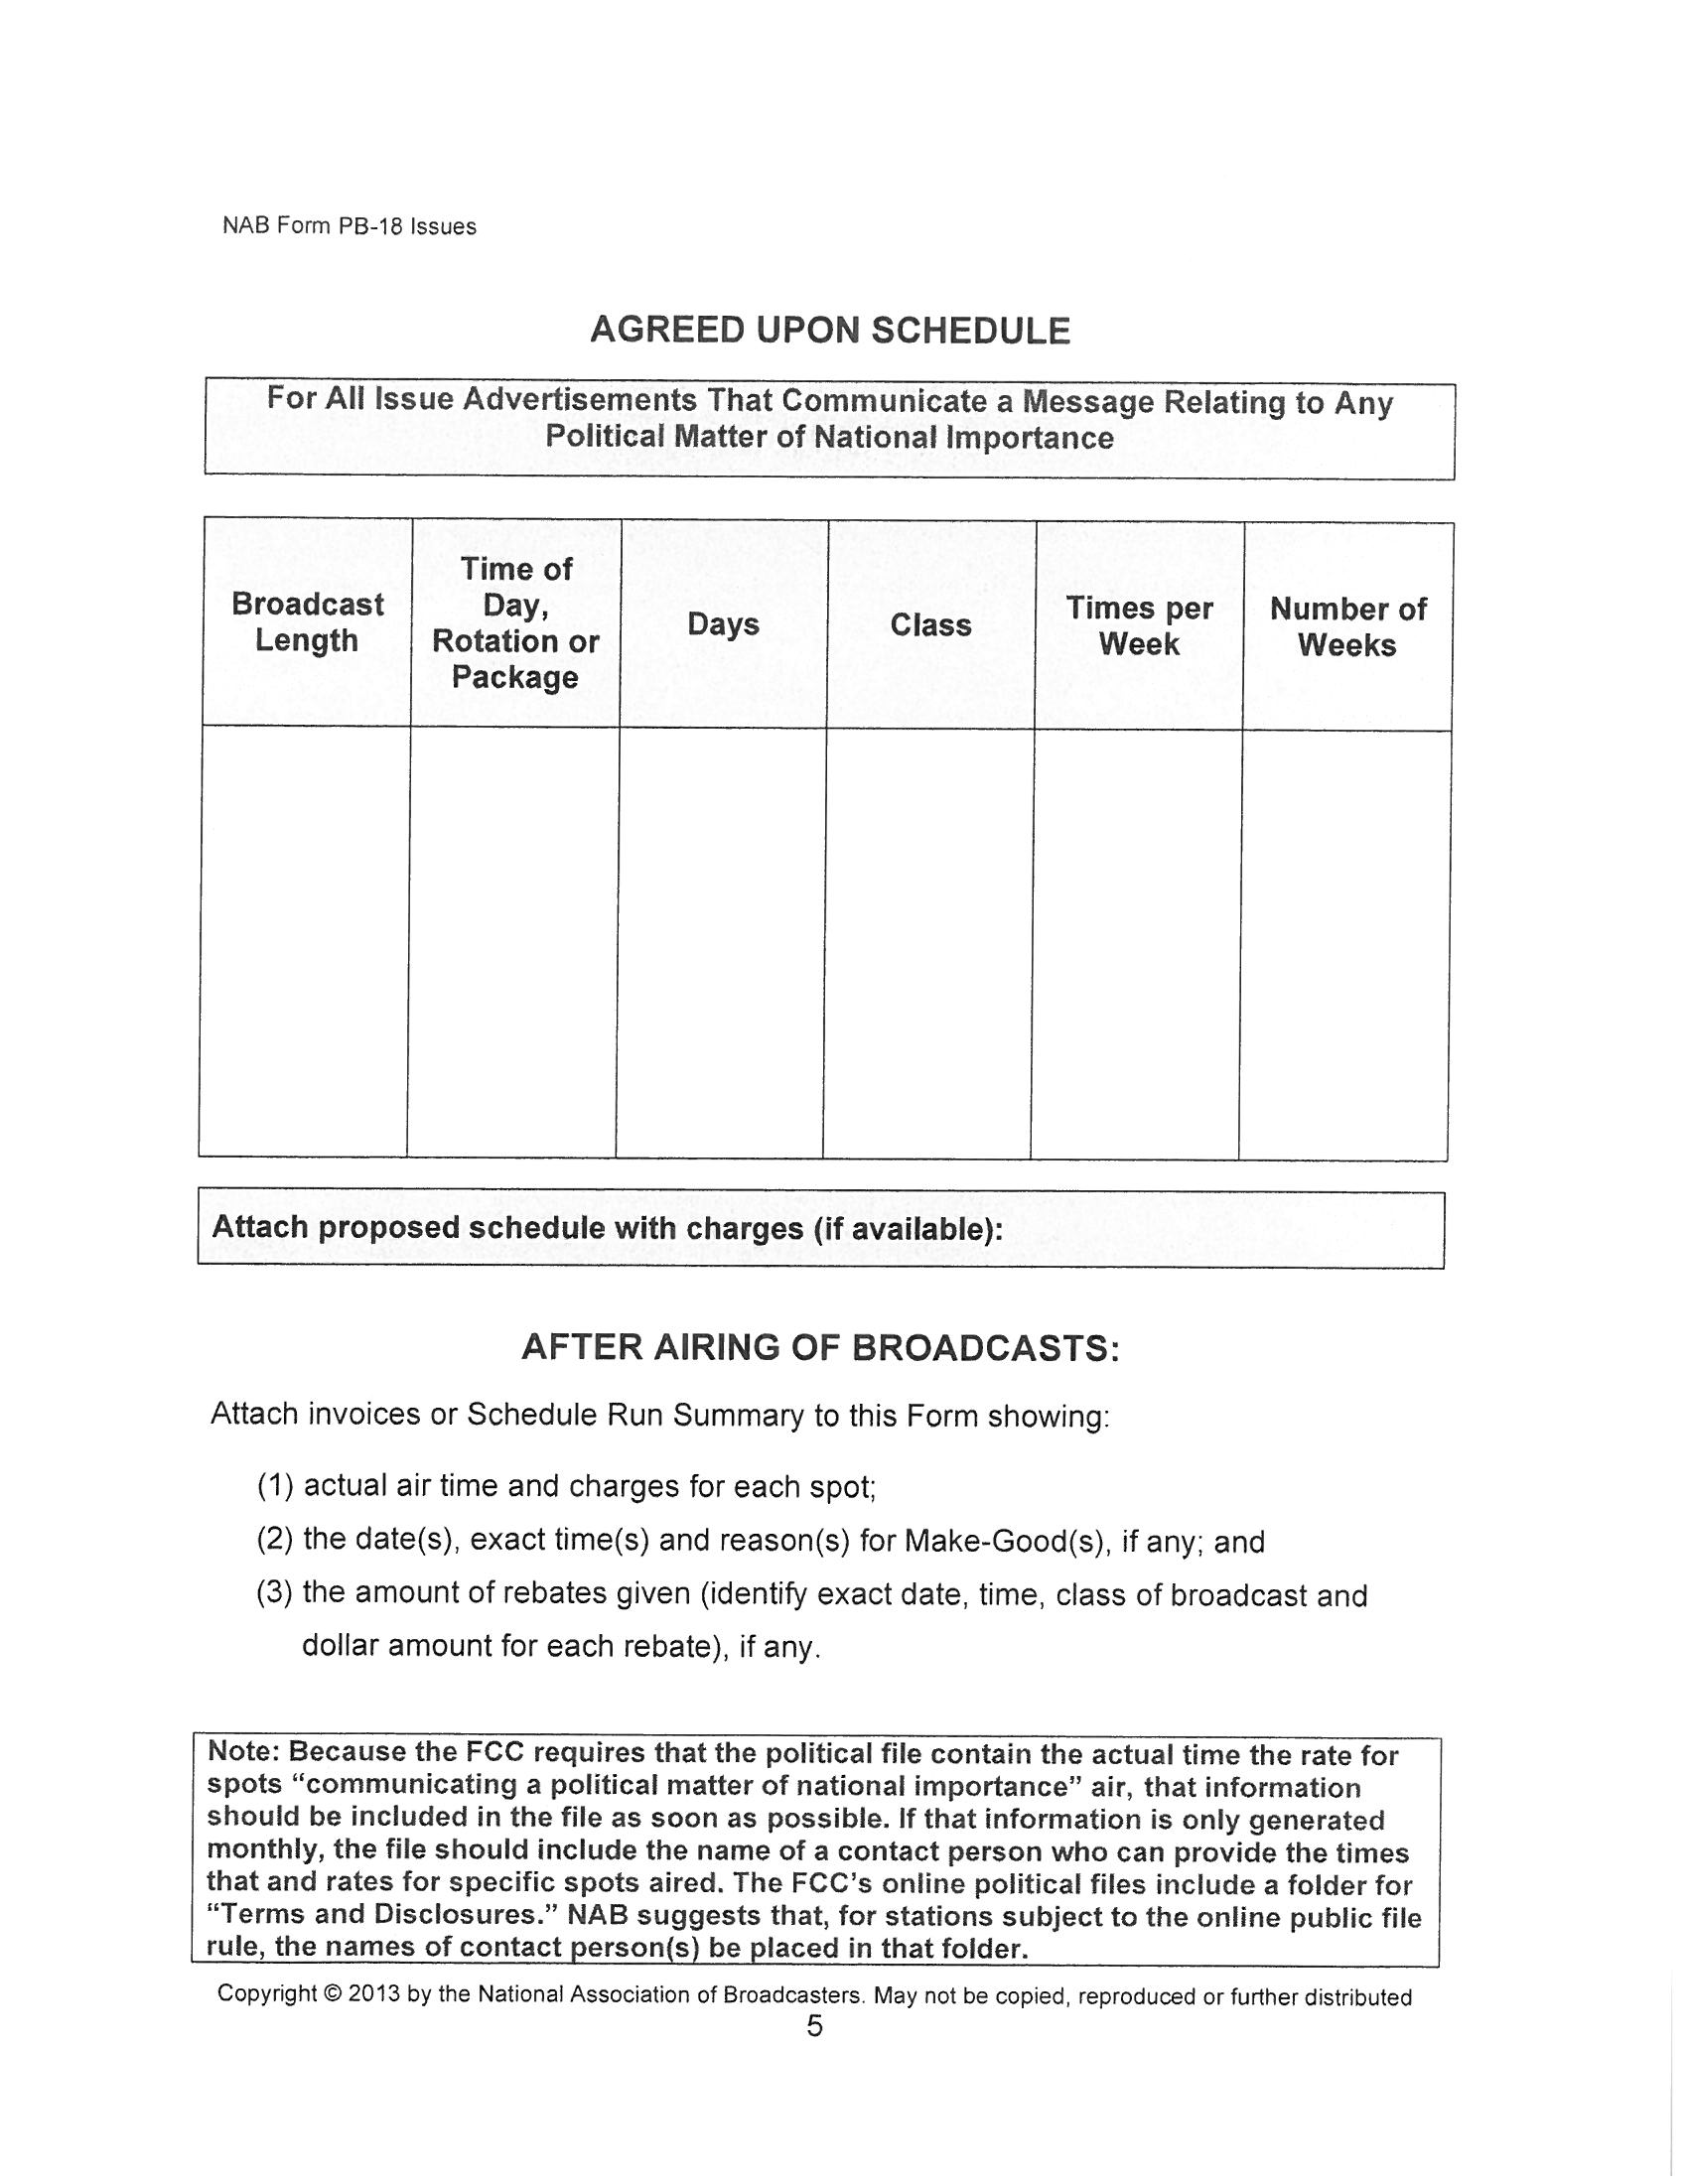 NAB Form PB-18 Issues
AGREED UPON SCHEDULE
For All Issue Advertisements That Communicate a Message Relating to Any
Political Matter of National Importance
Broadcast
Length
Time of
Day,
Rotation or
Package
Days
Class
Times per
Week
Number of
Weeks
Attach proposed schedule with charges (if available):
AFTER AIRING OF BROADCASTS:
Attach invoices or Schedule Run Summary to this Form showing:
(1) actual air time and charges for each spot;
(2) the date(s), exact time(s) and reason(s) for Make-Good(s), if any; and
(3) the amount of rebates given (identify exact date, time, class of broadcast and
dollar amount for each rebate), if any.
Note: Because the FCC requires that the political file contain the actual time the rate for
spots “communicating a political matter of national importance” air, that information
should be included in the file as soon as possible. If that information is only generated
monthly, the file should include the name of a contact person who can provide the times
that and rates for specific spots aired. The FCC’s online political files include a folder for
“Terms and Disclosures.” NAB suggests that, for stations subject to the online public file
rule, the names of contact person(s) be placed in that folder.
Copyright © 2013 by the National Association of Broadcasters. May not be copied, reproduced or further distributed
5